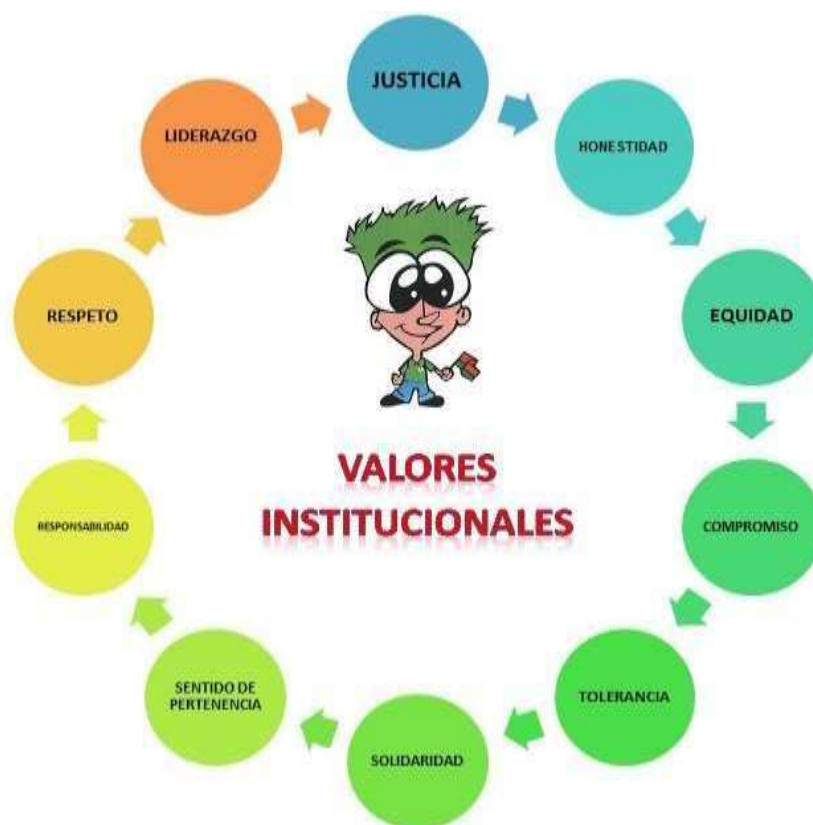 JUSTICIA
HONESTIDAD
EQUIDAD
COMPROMISO
TOLERANCIA
SOLIDARIDAD
SENTIDO DE
PERTENENCIA
RESPONSABILIDAD
RESPETO
LIDERAZGO
VALORES
INSTITUCIONALES